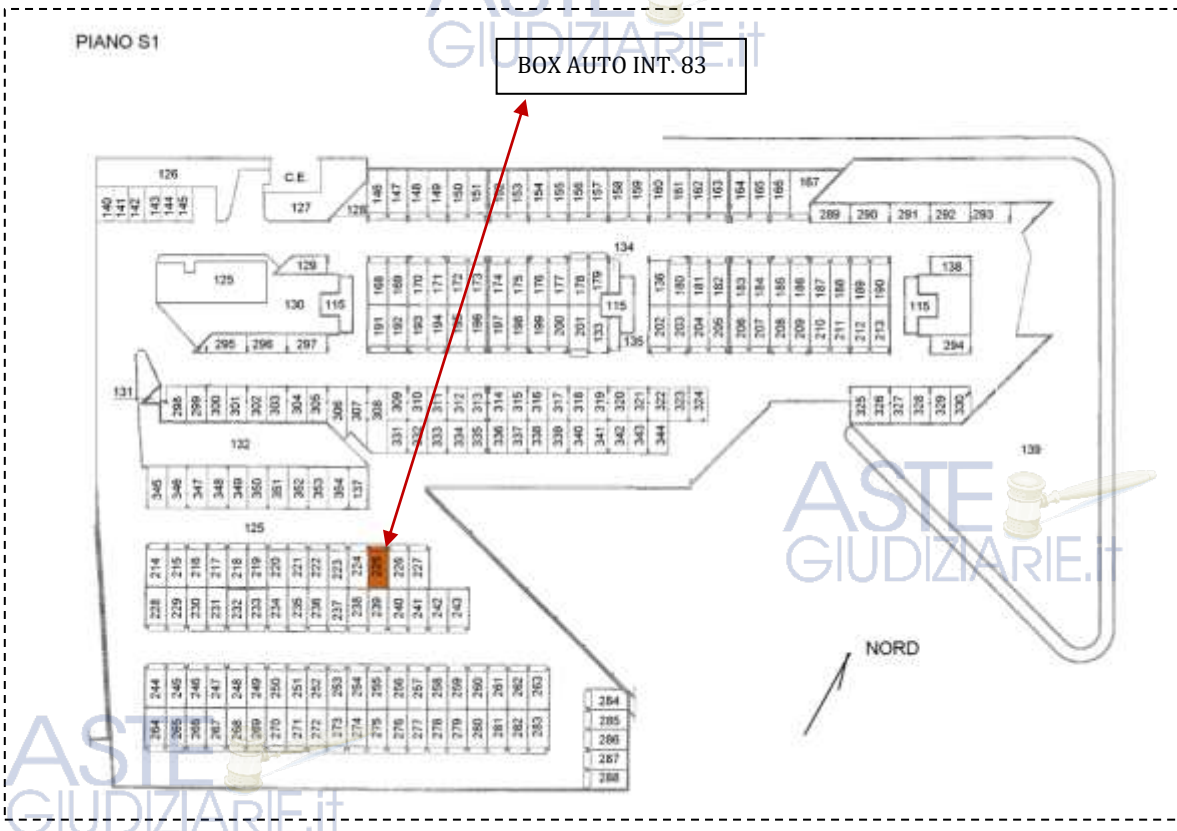 ASTE
GIUDIZIARIE.it
PIANO S1
BOX AUTO INT. 83
126 C.E. 146 147 148 149 150 151 152 153 154 155 156 157 158 159 160 161 162 163 164 165 166 167
140 141 142 143 144 145 127 128 289 290 291 292 293
134
129 168 169 170 171 172 173 174 175 176 177 178 179 136 180 181 182 183 184 185 186 187 188 189 190 138
125 130 115 115 115
191 192 193 194 195 196 197 198 199 200 201 133 135 202 203 204 205 206 207 208 209 210 211 212 213
295 296 297 294
131 298 299 300 301 302 303 304 305 306 307 308 309 310 311 312 313 314 315 316 317 318 319 320 321 322 323 324 325 326 327 328 329 330
132 331 332 333 334 335 336 337 338 339 340 341 342 343 344 139
345 346 347 348 349 350 351 352 353 354 137
ASTE
GIUDIZIARIE.it
125
214 215 216 217 218 219 220 221 222 223 224 225 226 227
228 229 230 231 232 233 234 235 236 237 238 239 240 241 242 243
NORD
244 245 246 247 248 249 250 251 252 253 254 255 256 257 258 259 260 261 262 263
264 265 266 267 268 269 270 271 272 273 274 275 276 277 278 279 280 281 282 283
284
285
286
287
288
ASTE
GIUDIZIARIE.it